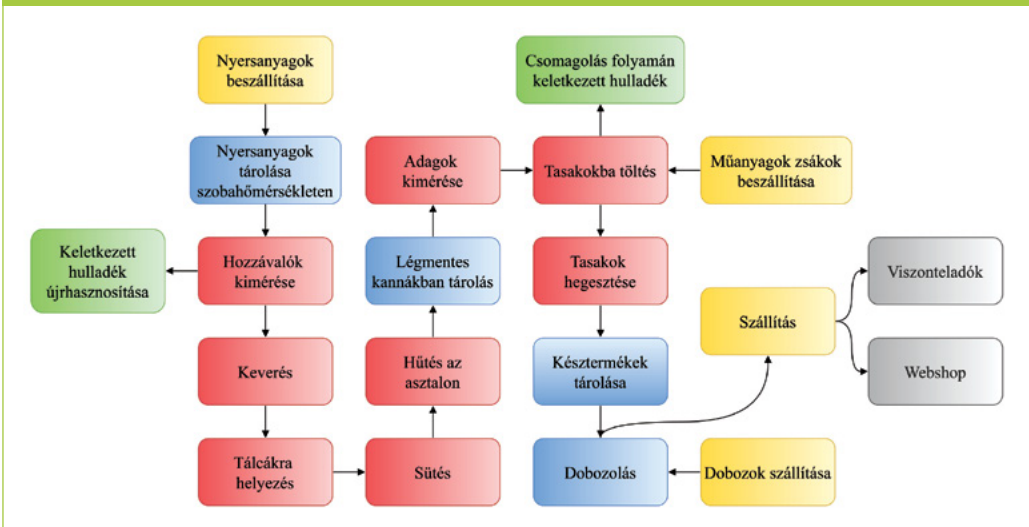 Nyersanyagok
beszállítása
Nyersanyagok
tárolása
szobahőmérsékleten
Keletkezett
hulladék
újrhasznosítása
Hozzávalók
kimérése
Keverés
Tálcákra
helyezés
Sütés
Hűtés az
asztalon
Légmentes
kannákban tárolás
Adagok
kimérése
Csomagolás folyamán
keletkezett hulladék
Tasakokba töltés
Műanyagok zsákok
beszállítása
Tasakok
hegesztése
Késztermékek
tárolása
Dobozolás
Dobozok szállítása
Szállítás
Viszonteladók
Webshop